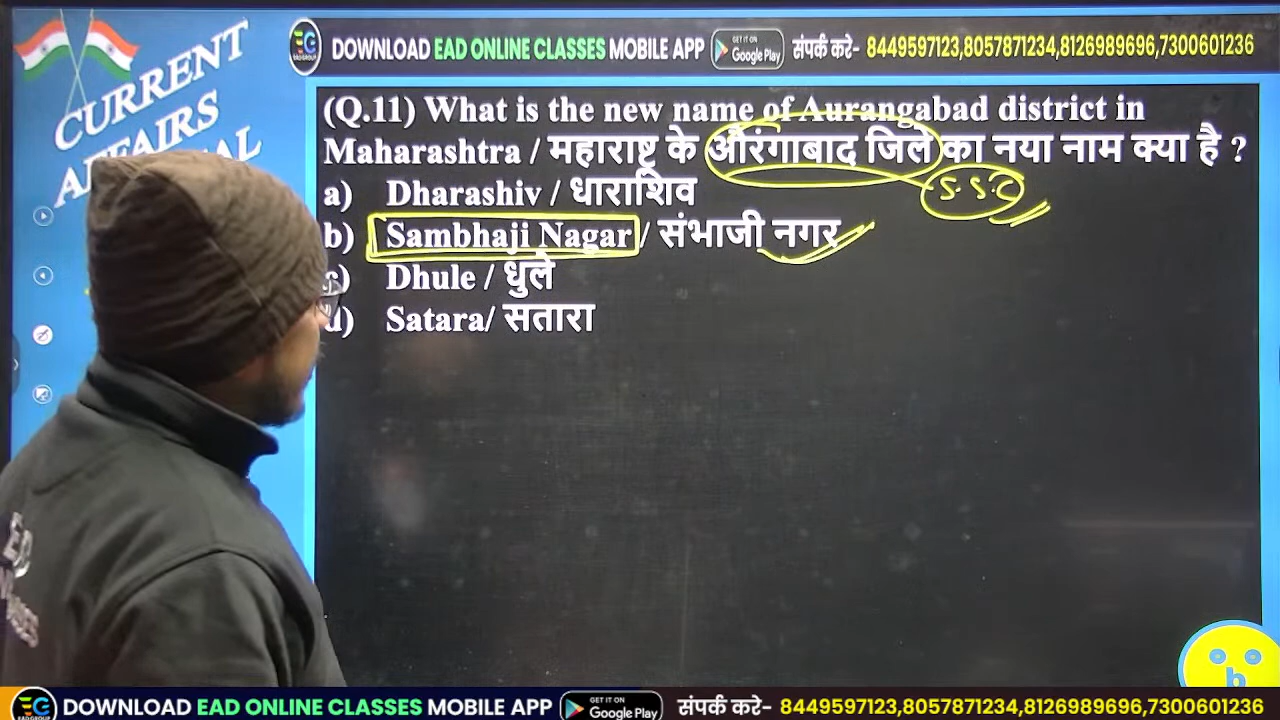 DOWNLOAD EAD ONLINE CLASSES MOBILE APP GET IT ON Google Play संपर्क करे- 8449597123,8057871234,8126989696,7300601236
CURRENT
AFFAIRS
(Q.11) What is the new name of Aurangabad district in
Maharashtra / महाराष्ट्र के औरंगाबाद जिले का नया नाम क्या है ?
a) Dharashiv / धाराशिव
S.S.C
b) Sambhaji Nagar / संभाजी नगर
c) Dhule / धुले
d) Satara/ सतारा
b
DOWNLOAD EAD ONLINE CLASSES MOBILE APP GET IT ON Google Play संपर्क करे- 8449597123,8057871234,8126989696,7300601236